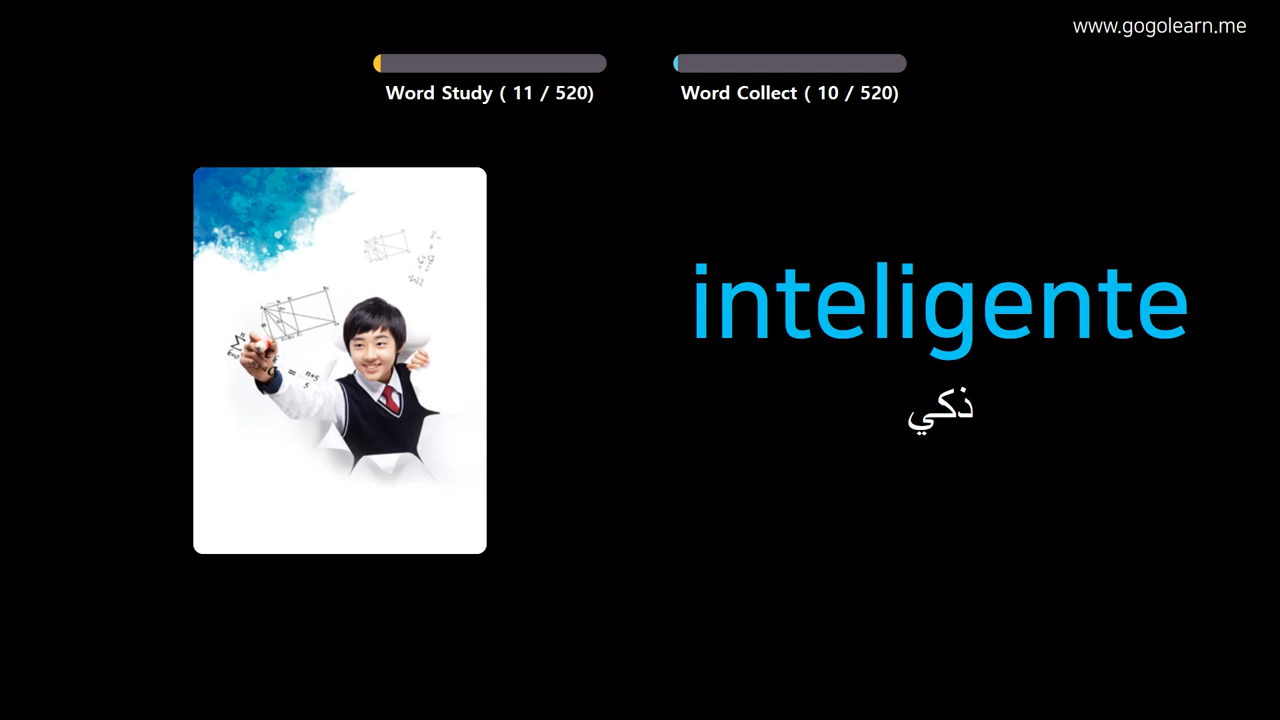 www.gogolearn.me
Word Study ( 11 / 520)
Word Collect ( 10 / 520)
inteligente
ذكي